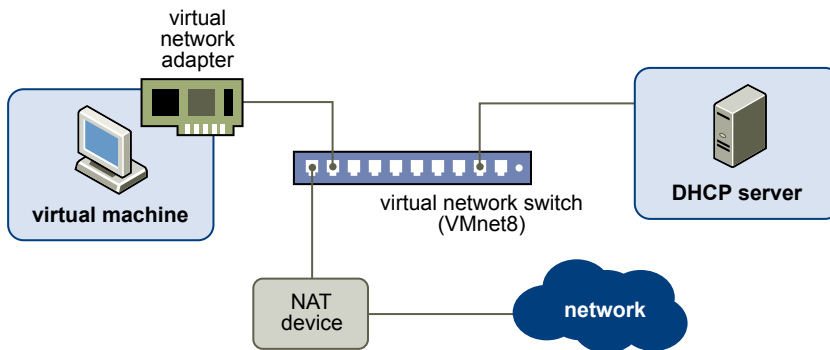 virtual
network
adapter
virtual machine
virtual network switch
(VMnet8)
DHCP server
NAT
device
network